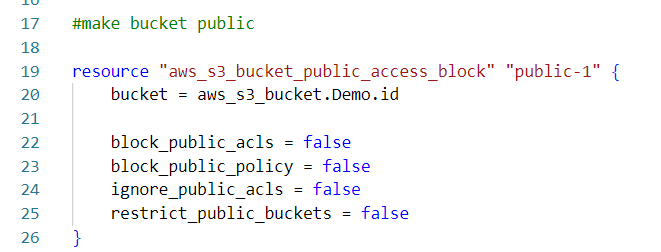 17 #make bucket public
18
19 resource "aws_s3_bucket_public_access_block" "public-1" {
20 bucket = aws_s3_bucket.Demo.id
21
22 block_public_acls = false
23 block_public_policy = false
24 ignore_public_acls = false
25 restrict_public_buckets = false
26 }